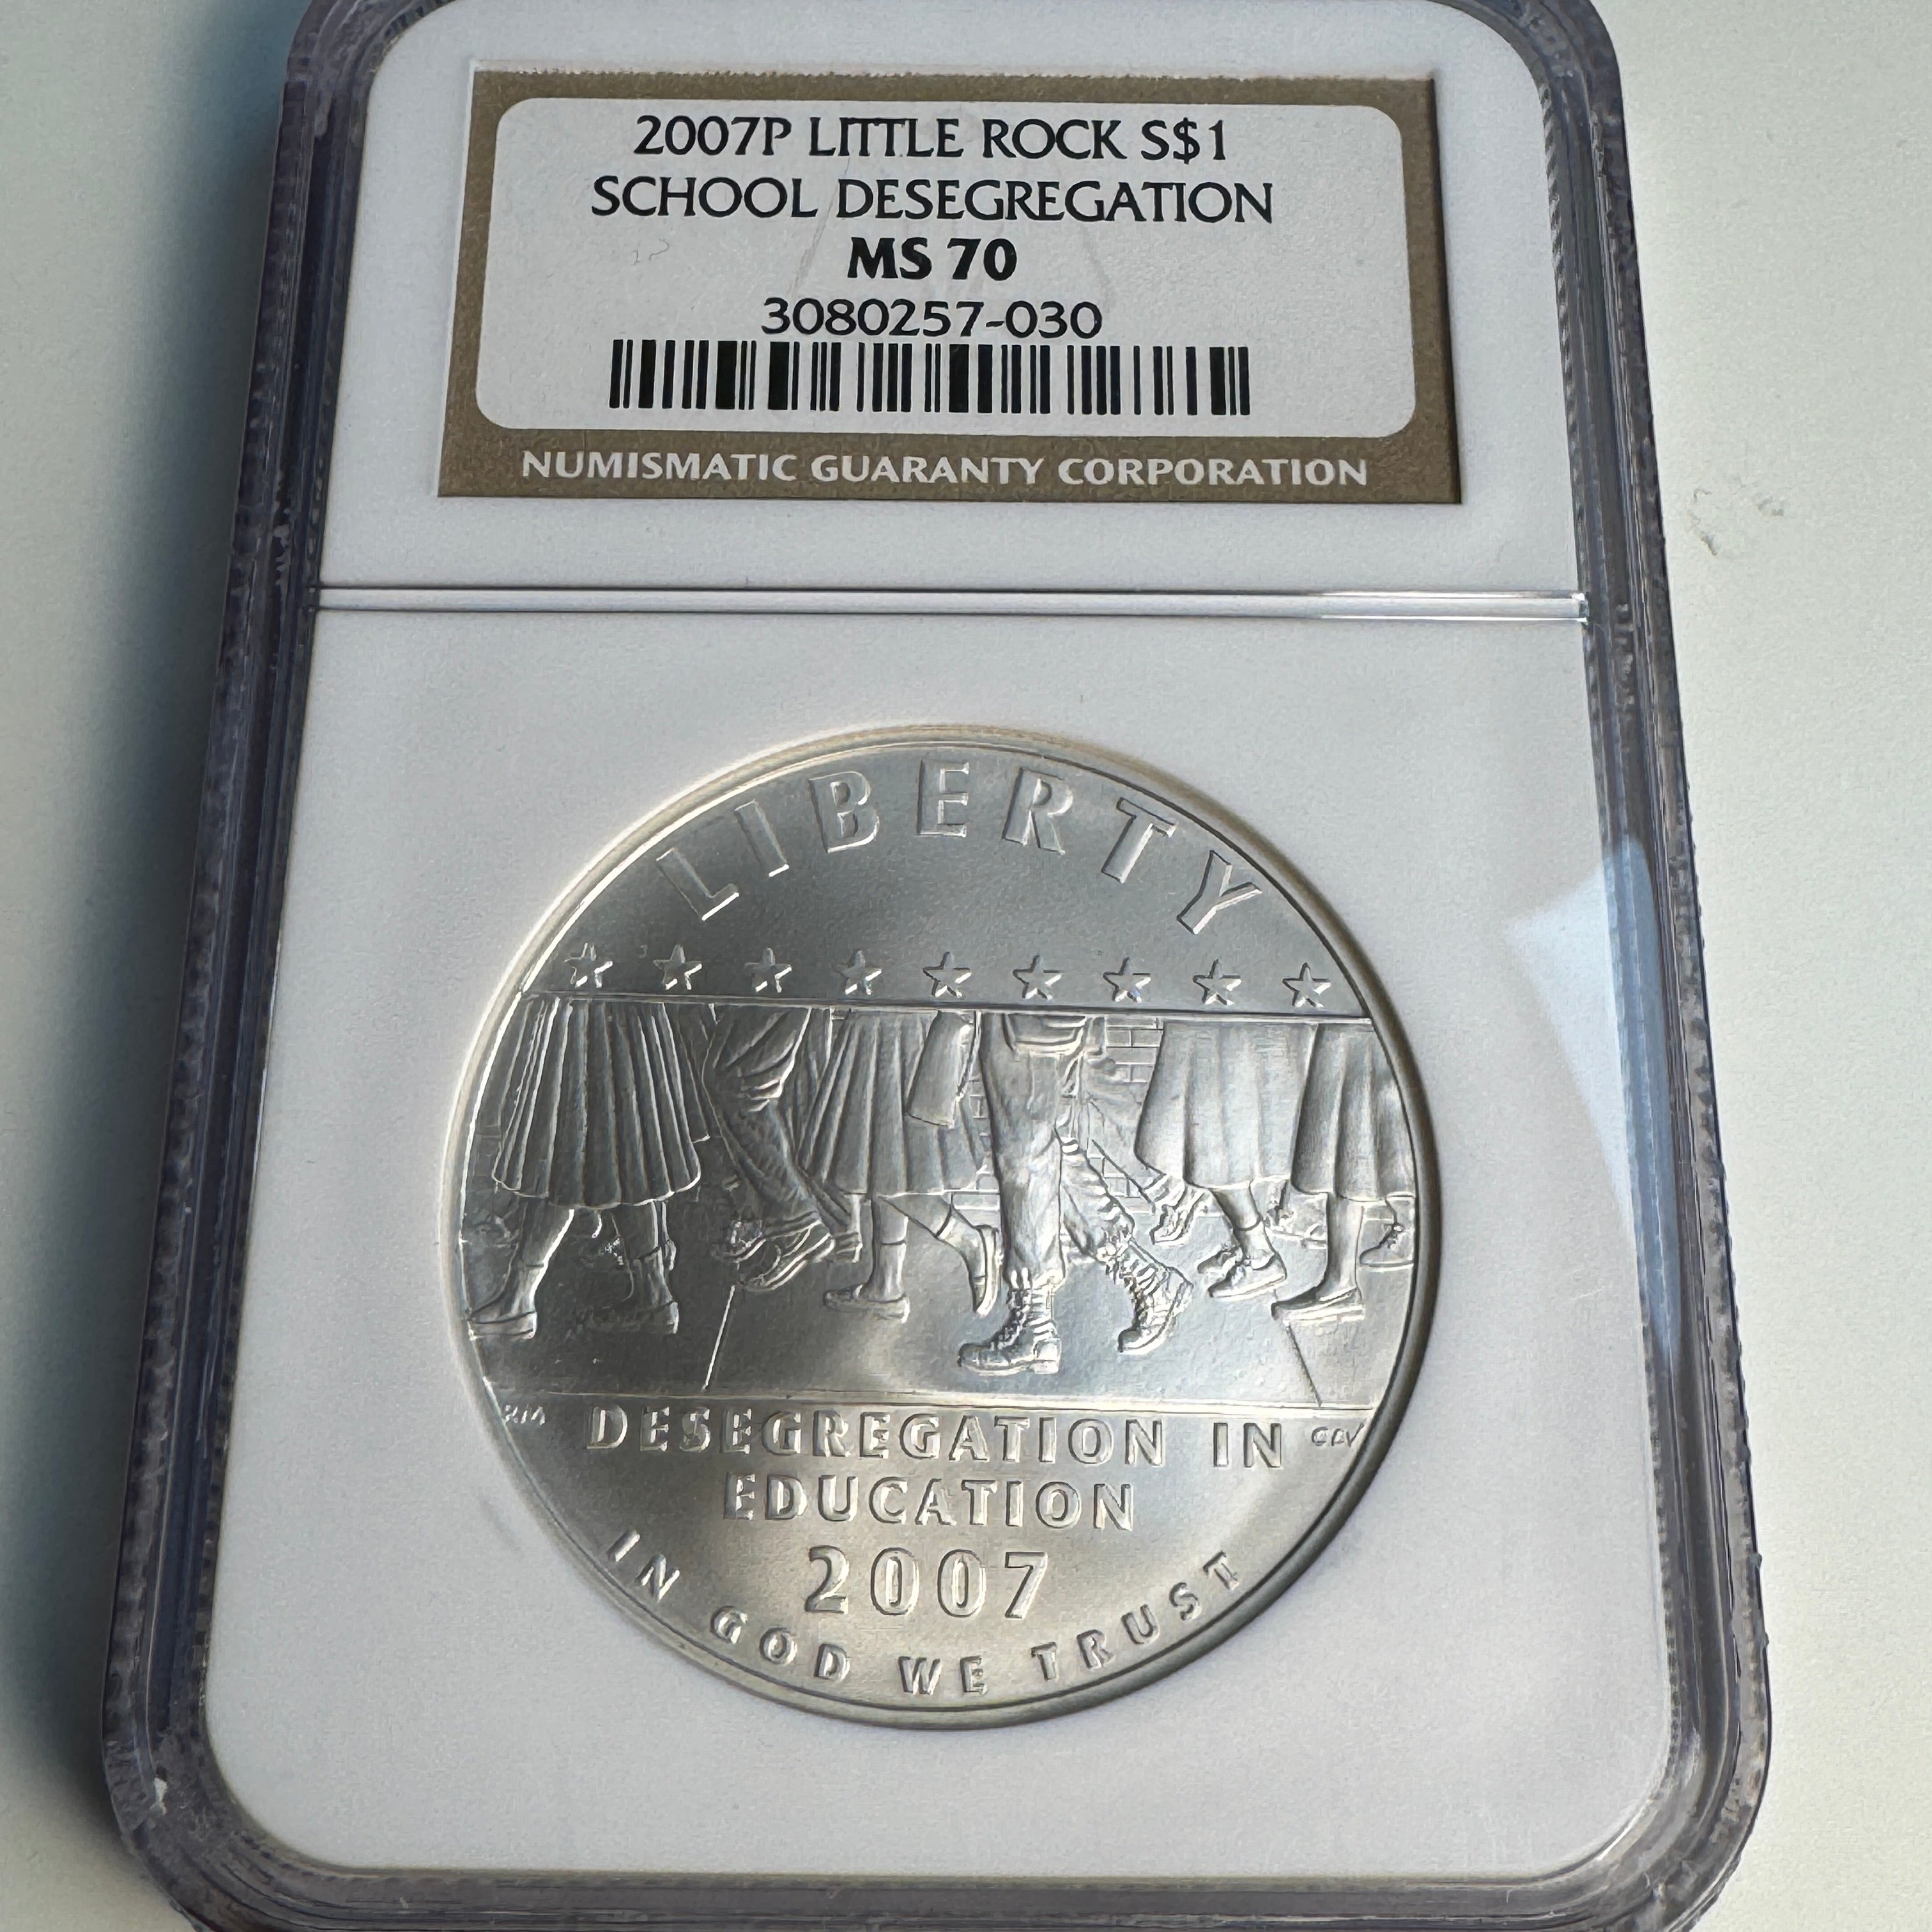 2007P LITTLE ROCK S$1
SCHOOL DESEGREGATION
MS 70
3080257-030
NUMISMATIC GUARANTY CORPORATION
LIBERTY
DESEGREGATION IN
EDUCATION
2007
IN GOD WE TRUST